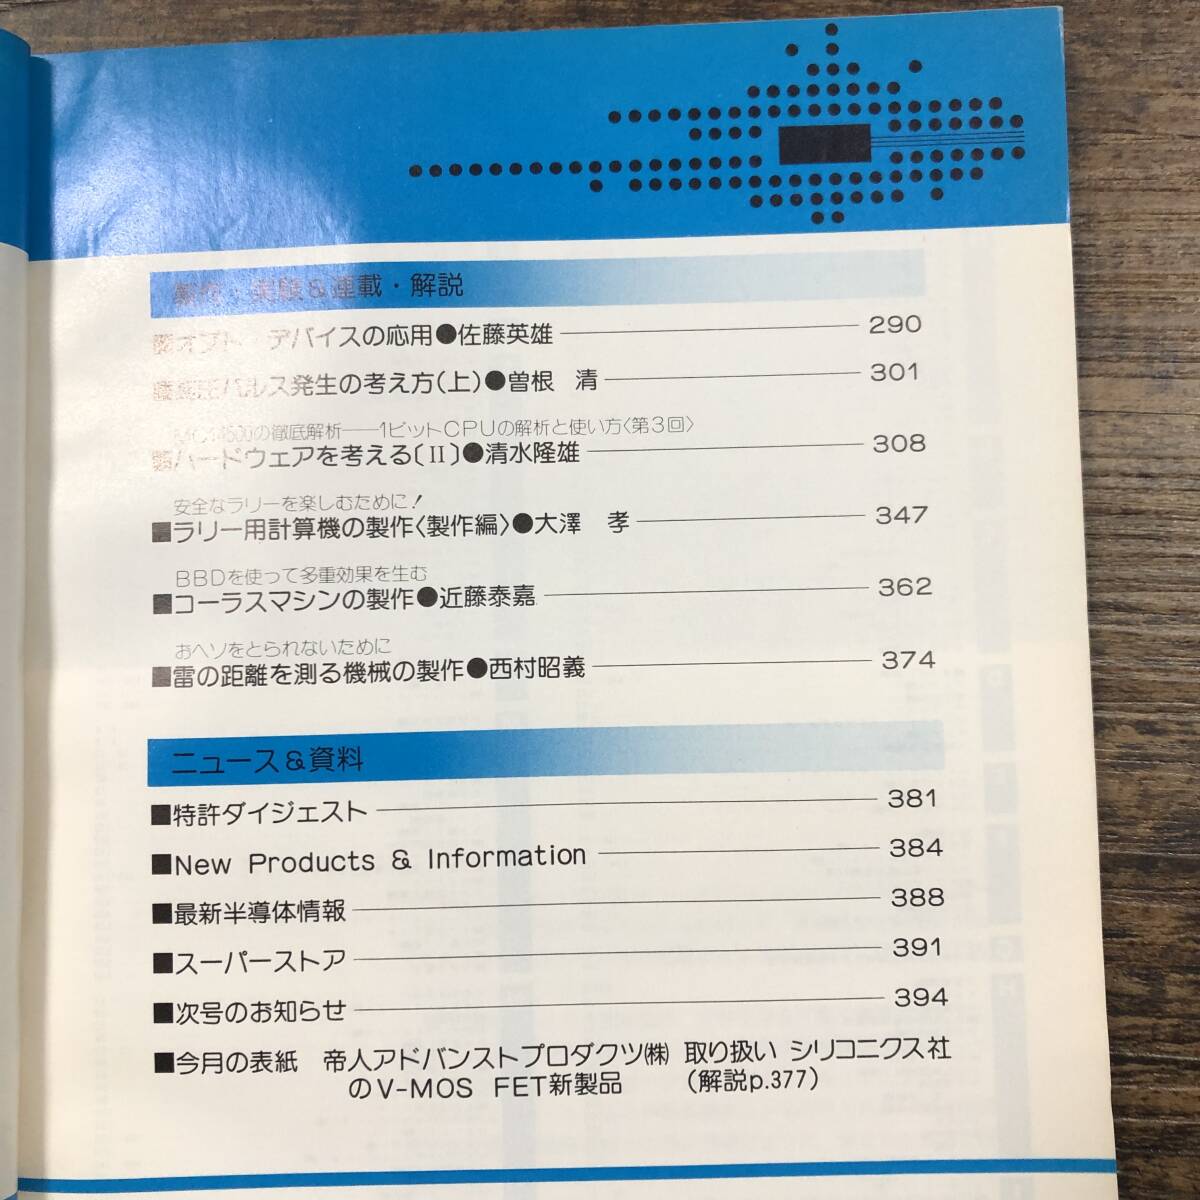 製作・実験&連載・解説
オプト・デバイスの応用●佐藤英雄 290
パルス発生の考え方(上)●曽根 清 301
MC14500の徹底解析──1ビットCPUの解析と使い方〈第3回〉
ハードウェアを考える〔II〕●清水隆雄 308
安全なラリーを楽しむために!
■ラリー用計算機の製作〈製作編〉●大澤 孝 347
BBDを使って多重効果を生む
■コーラスマシンの製作●近藤泰嘉 362
おヘソをとられないために
■雷の距離を測る機械の製作●西村昭義 374
ニュース&資料
■特許ダイジェスト 381
■New Products & Information 384
■最新半導体情報 388
■スーパーストア 391
■次号のお知らせ 394
■今月の表紙 帝人アドバンストプロダクツ㈱ 取り扱い シリコニクス社
のV-MOS FET新製品 (解説p.377)